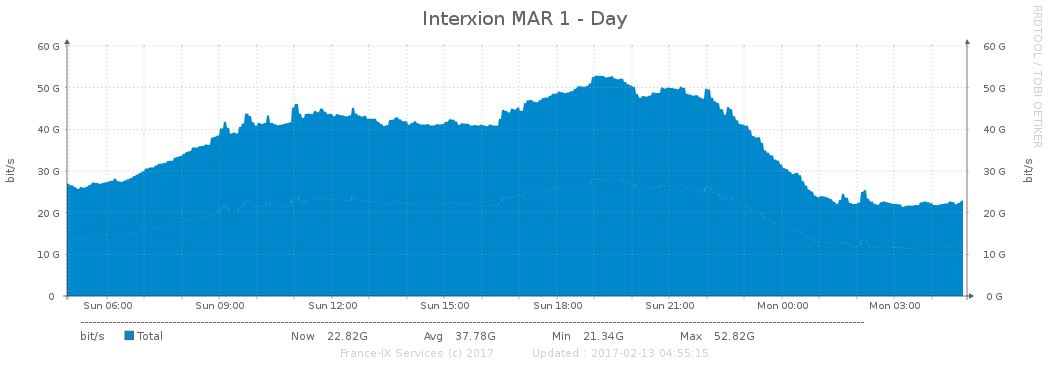 Interxion MAR 1 - Day
RRDTOOL / TOBI OETIKER
60 G 60 G
50 G 50 G
40 G 40 G
30 G 30 G
20 G 20 G
10 G 10 G
0 0 G
bit/s bit/s
Sun 06:00 Sun 09:00 Sun 12:00 Sun 15:00 Sun 18:00 Sun 21:00 Mon 00:00 Mon 03:00
bit/s Total Now 22.82G Avg 37.78G Min 21.34G Max 52.82G
France-IX Services (c) 2017 Updated : 2017-02-13 04:55:15